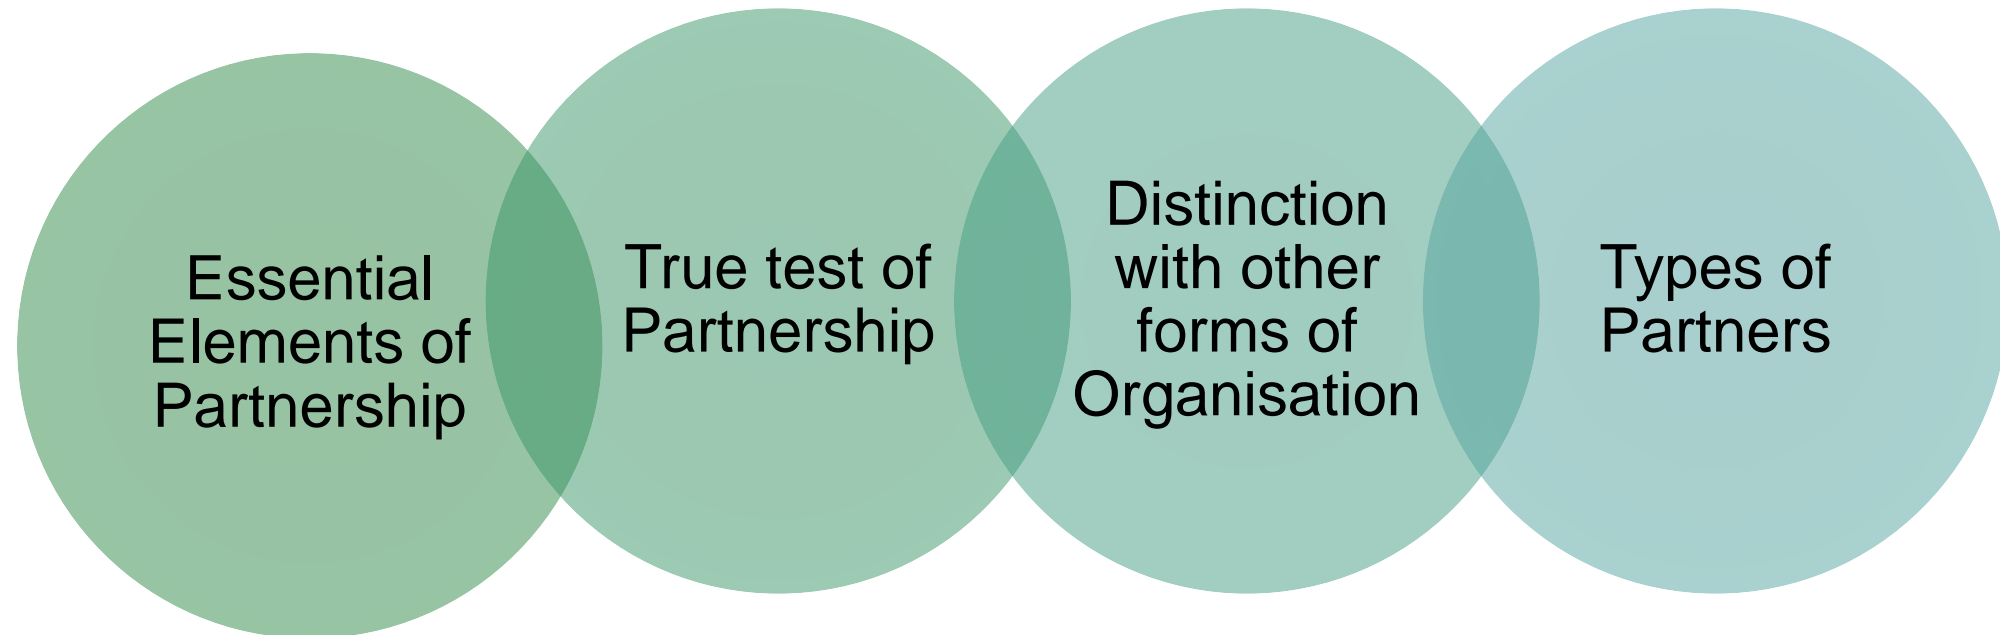 Essential
Elements of
Partnership
True test of
Partnership
Distinction
with other
forms of
Organisation
Types of
Partners